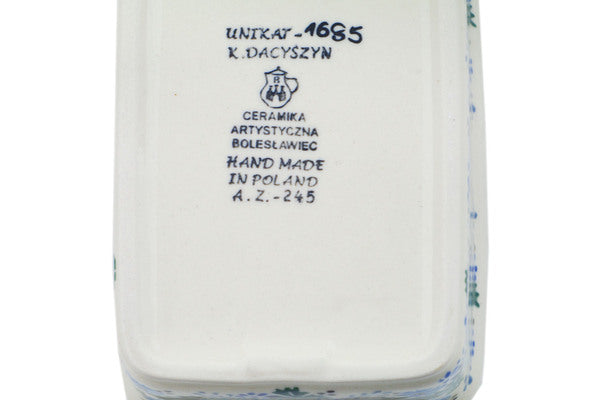 UNIKAT-1685
K.DACYSZYN
B
CERAMIKA
ARTYSTYCZNA
BOLESŁAWIEC
HAND MADE
IN POLAND
A.Z.-245